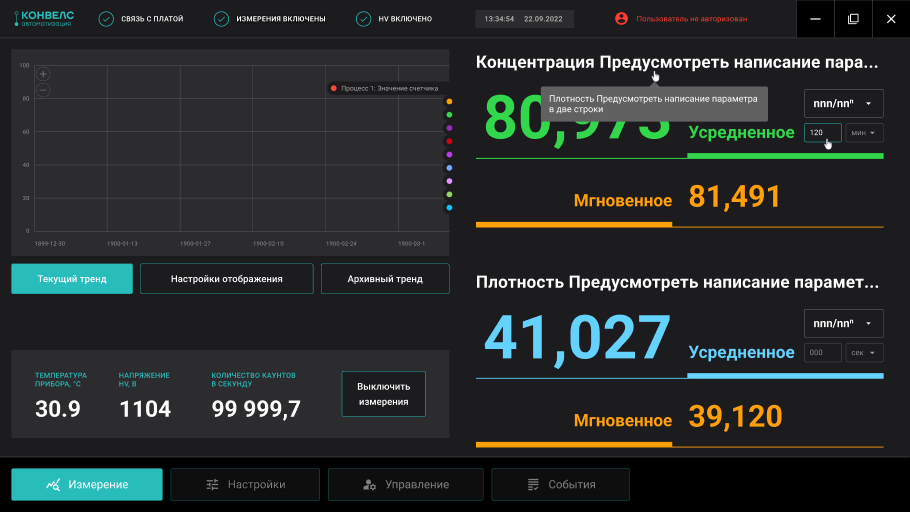 КОНВЕЛС
автоматизация
СВЯЗЬ С ПЛАТОЙ
ИЗМЕРЕНИЯ ВКЛЮЧЕНЫ
HV ВКЛЮЧЕНО
13:34:54 22.09.2022
Пользователь не авторизован
100
80
60
40
20
0
Процесс 1: Значение счетчика
1899-12-30 1900-01-13 1900-01-27 1900-02-10 1900-02-24 1900-03-1
Текущий тренд
Настройки отображения
Архивный тренд
ТЕМПЕРАТУРА
ПРИБОРА, °C
30.9
НАПРЯЖЕНИЕ
HV, В
1104
КОЛИЧЕСТВО КАУНТОВ
В СЕКУНДУ
99 999,7
Выключить
измерения
Концентрация Предусмотреть написание пара...
Плотность Предусмотреть написание параметра
в две строки
80,973
nnn/nnⁿ
Усредненное
120
мин
Мгновенное
81,491
Плотность Предусмотреть написание парамет...
41,027
nnn/nnⁿ
Усредненное
000
сек
Мгновенное
39,120
Измерение
Настройки
Управление
События